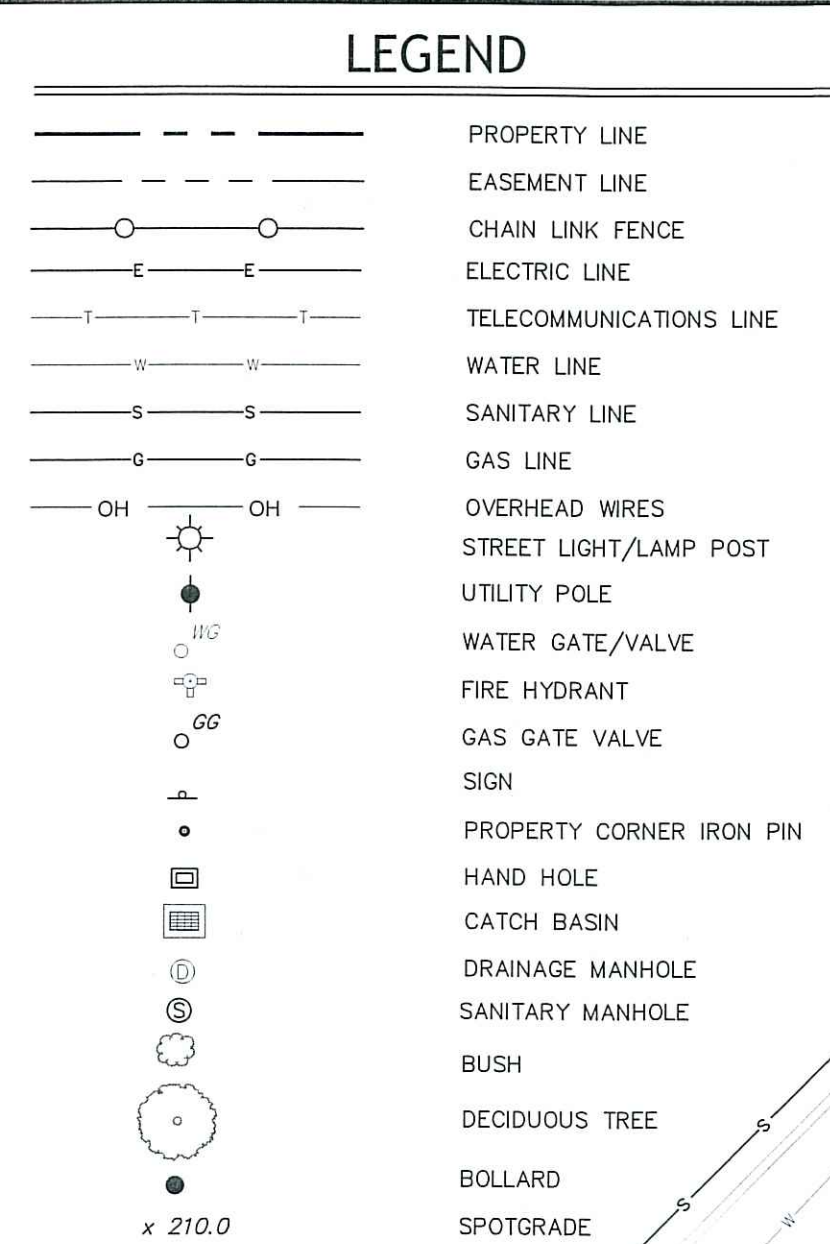 LEGEND
PROPERTY LINE
EASEMENT LINE
CHAIN LINK FENCE
E E ELECTRIC LINE
T T T TELECOMMUNICATIONS LINE
W W WATER LINE
S S SANITARY LINE
G G GAS LINE
OH OH OVERHEAD WIRES
STREET LIGHT/LAMP POST
UTILITY POLE
WG WATER GATE/VALVE
FIRE HYDRANT
GG GAS GATE VALVE
SIGN
PROPERTY CORNER IRON PIN
HAND HOLE
CATCH BASIN
D DRAINAGE MANHOLE
S SANITARY MANHOLE
BUSH
DECIDUOUS TREE
S
BOLLARD
S
x 210.0 SPOTGRADE
W